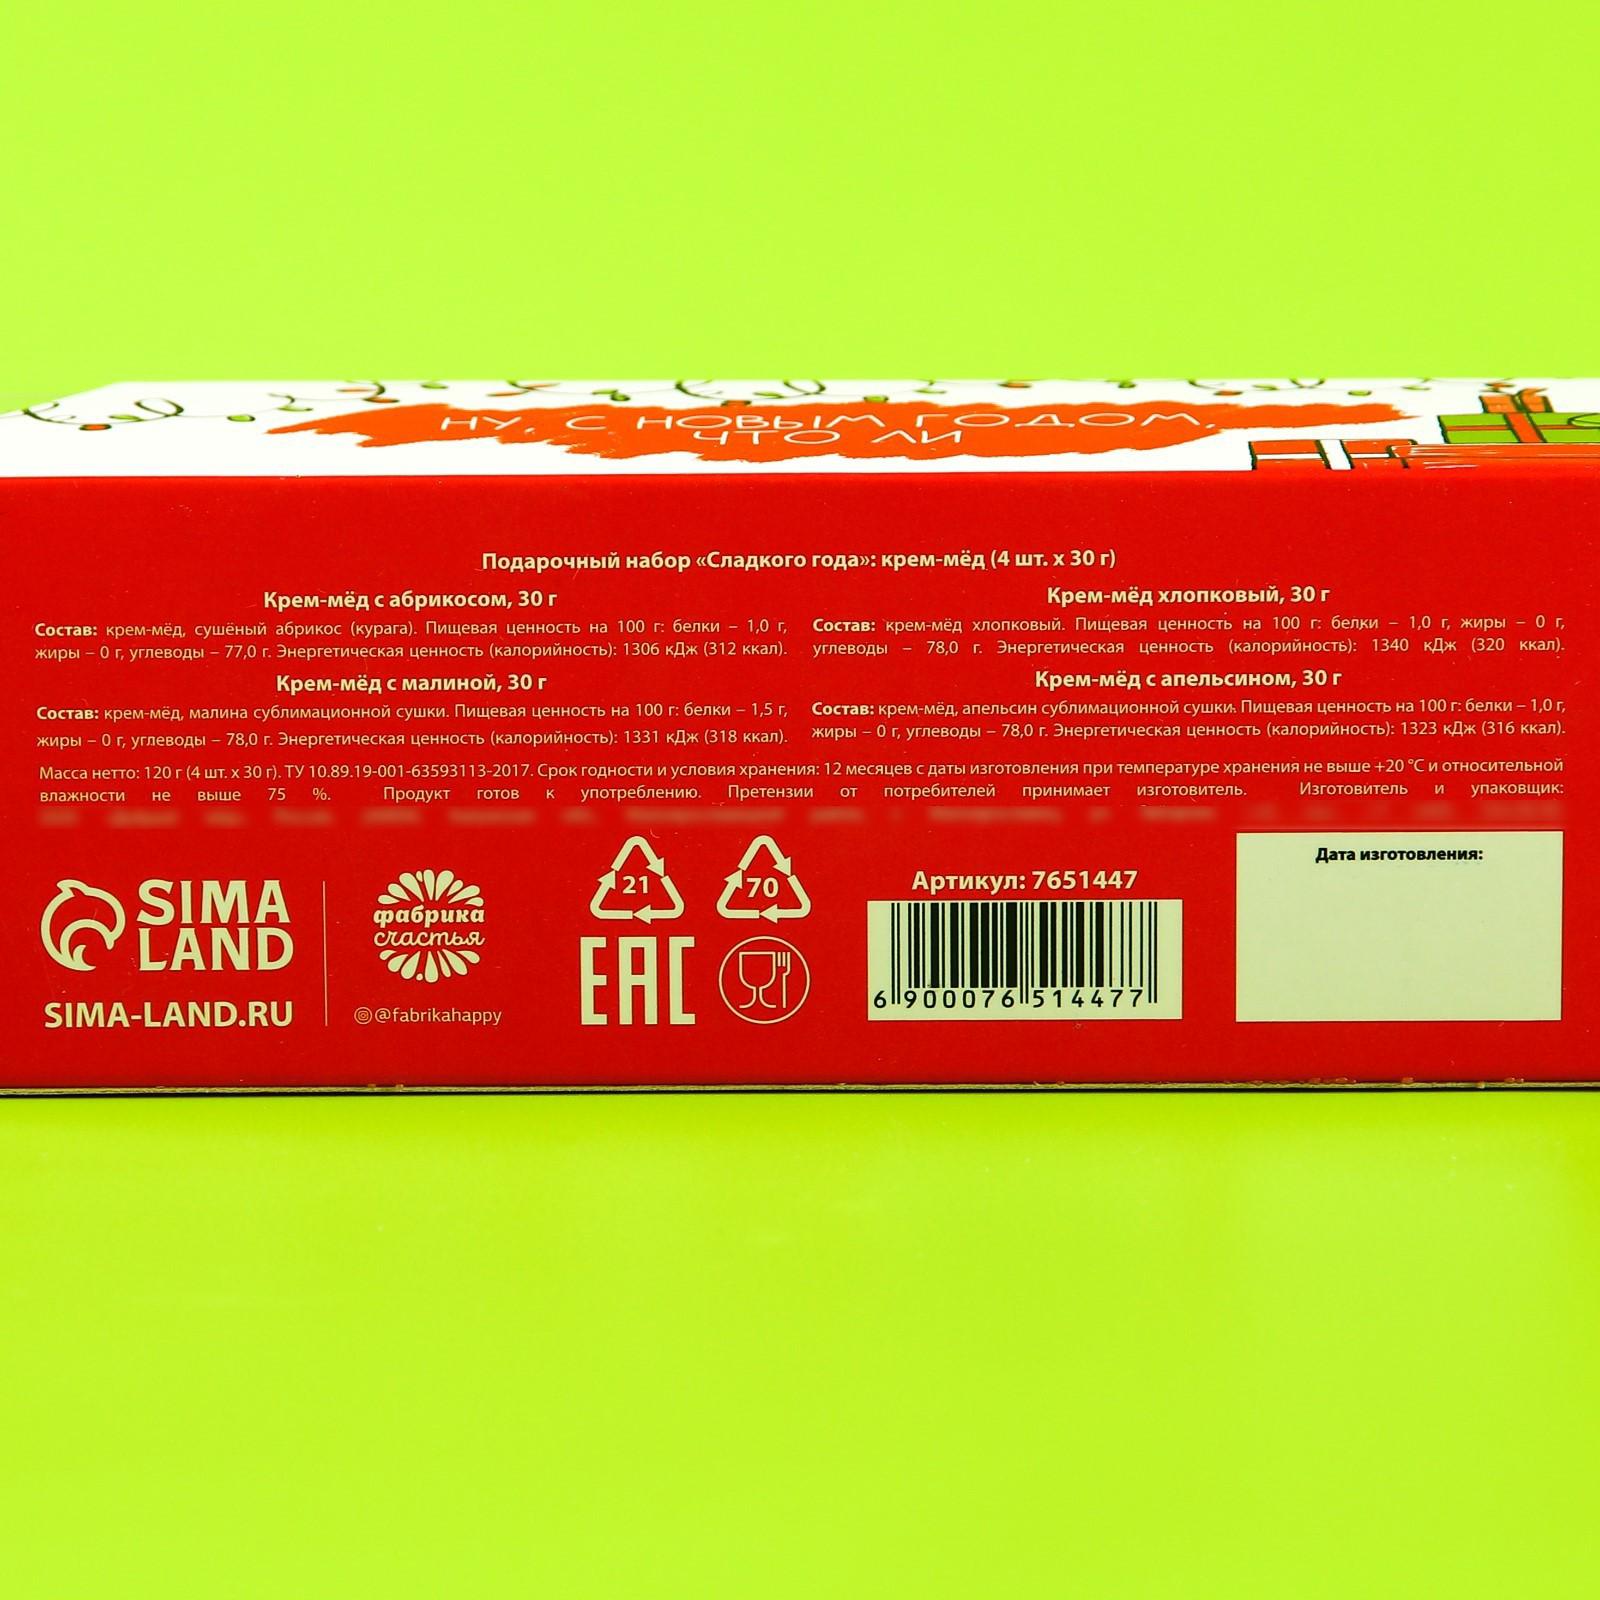 НУ, С НОВЫМ ГОДОМ,
ЧТО ЛИ
Подарочный набор «Сладкого года»: крем-мёд (4 шт. х 30 г)
Крем-мёд с абрикосом, 30 г
Состав: крем-мёд, сушёный абрикос (курага). Пищевая ценность на 100 г: белки – 1,0 г,
жиры – 0 г, углеводы – 77,0 г. Энергетическая ценность (калорийность): 1306 кДж (312 ккал).
Крем-мёд с малиной, 30 г
Состав: крем-мёд, малина сублимационной сушки. Пищевая ценность на 100 г: белки – 1,5 г,
жиры – 0 г, углеводы – 78,0 г. Энергетическая ценность (калорийность): 1331 кДж (318 ккал).
Крем-мёд хлопковый, 30 г
Состав: крем-мёд хлопковый. Пищевая ценность на 100 г: белки – 1,0 г, жиры – 0 г,
углеводы – 78,0 г. Энергетическая ценность (калорийность): 1340 кДж (320 ккал).
Крем-мёд с апельсином, 30 г
Состав: крем-мёд, апельсин сублимационной сушки. Пищевая ценность на 100 г: белки – 1,0 г,
жиры – 0 г, углеводы – 78,0 г. Энергетическая ценность (калорийность): 1323 кДж (316 ккал).
Масса нетто: 120 г (4 шт. х 30 г). ТУ 10.89.19-001-63593113-2017. Срок годности и условия хранения: 12 месяцев с даты изготовления при температуре хранения не выше +20 °С и относительной
влажности не выше 75 %. Продукт готов к употреблению. Претензии от потребителей принимает изготовитель. Изготовитель и упаковщик:
SIMA
LAND
SIMA-LAND.RU
фабрика
счастья
@fabrikahappy
21
70
EAC
Артикул: 7651447
6 900076 514477
Дата изготовления: